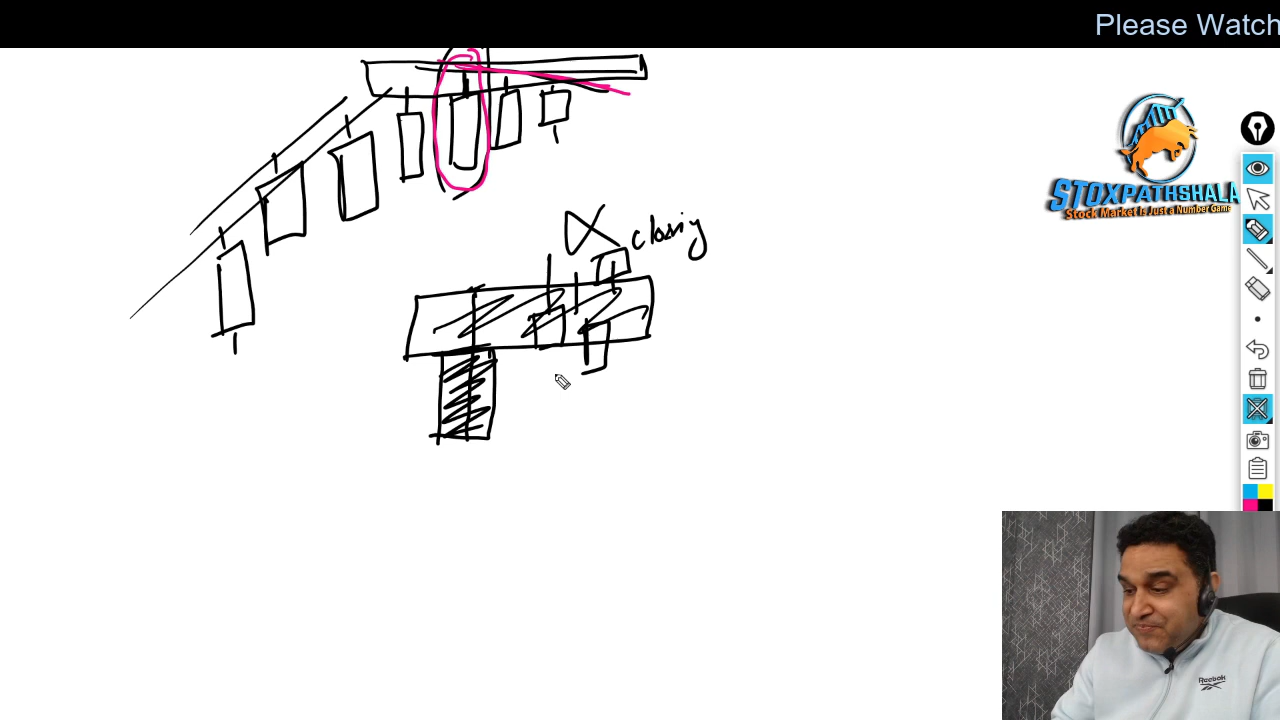 Please Watch
STOXPATHSHALA
Stock Market Is Just a Number Game
closing
Reebok